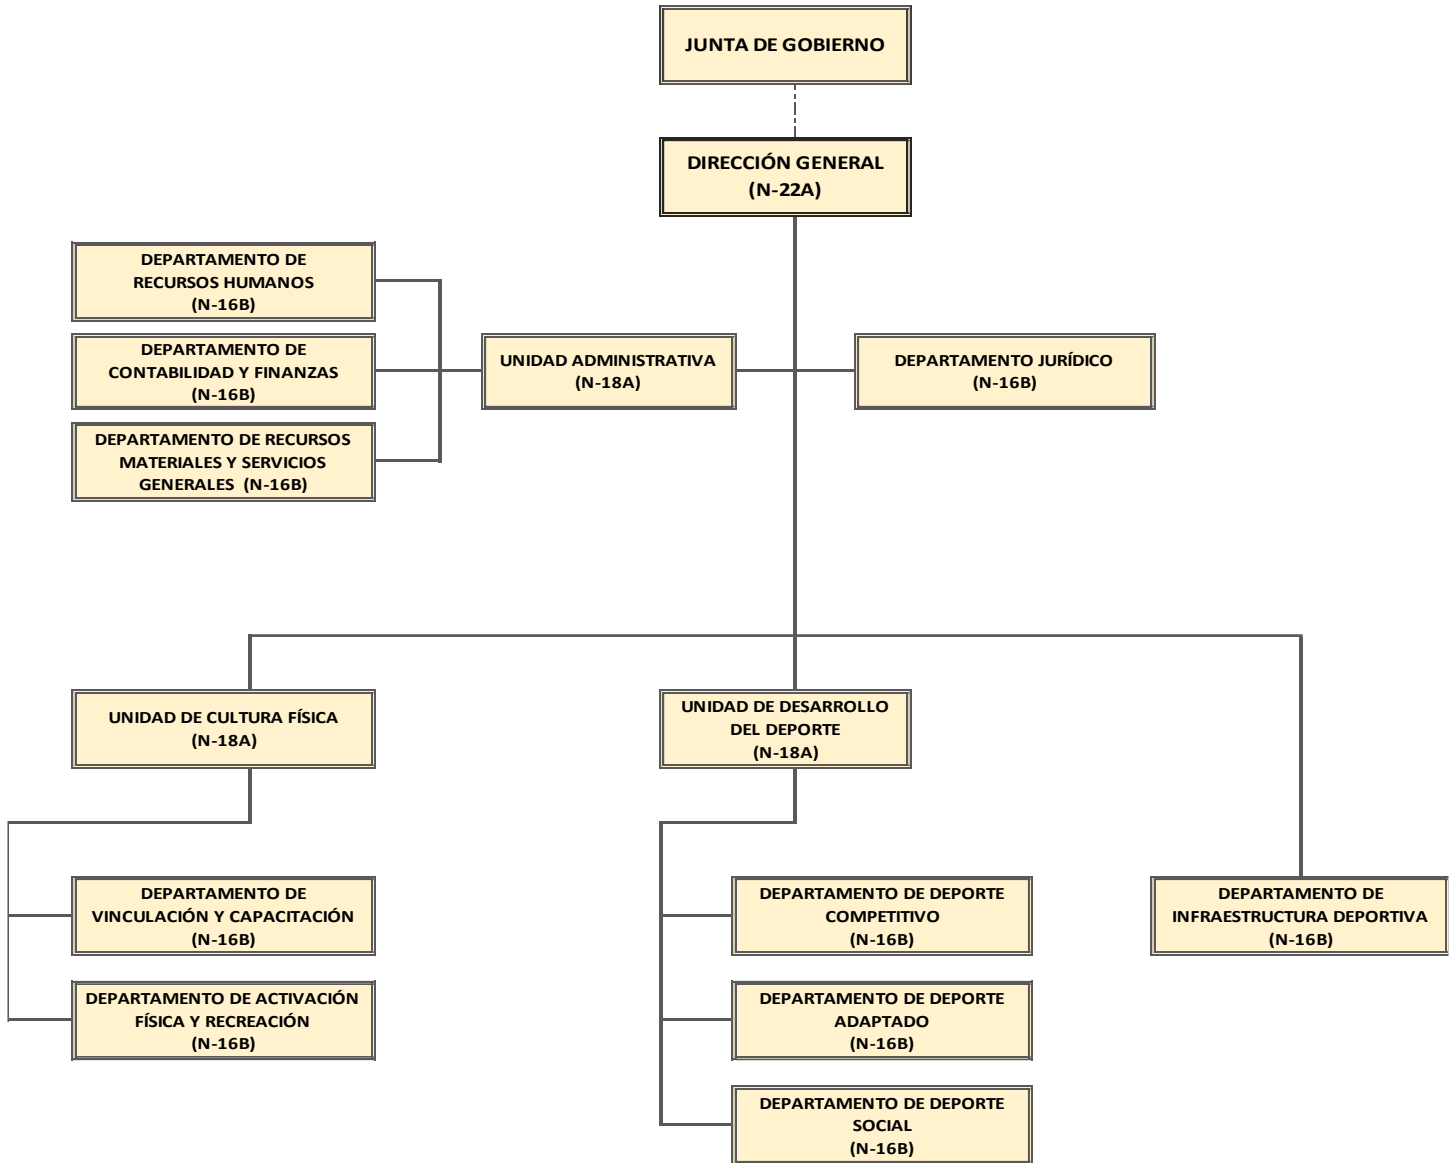 JUNTA DE GOBIERNO
DIRECCIÓN GENERAL
(N-22A)
DEPARTAMENTO DE
RECURSOS HUMANOS
(N-16B)
DEPARTAMENTO DE
CONTABILIDAD Y FINANZAS
(N-16B)
DEPARTAMENTO DE RECURSOS
MATERIALES Y SERVICIOS
GENERALES (N-16B)
UNIDAD ADMINISTRATIVA
(N-18A)
DEPARTAMENTO JURÍDICO
(N-16B)
UNIDAD DE CULTURA FÍSICA
(N-18A)
UNIDAD DE DESARROLLO
DEL DEPORTE
(N-18A)
DEPARTAMENTO DE
VINCULACIÓN Y CAPACITACIÓN
(N-16B)
DEPARTAMENTO DE ACTIVACIÓN
FÍSICA Y RECREACIÓN
(N-16B)
DEPARTAMENTO DE DEPORTE
COMPETITIVO
(N-16B)
DEPARTAMENTO DE DEPORTE
ADAPTADO
(N-16B)
DEPARTAMENTO DE DEPORTE
SOCIAL
(N-16B)
DEPARTAMENTO DE
INFRAESTRUCTURA DEPORTIVA
(N-16B)